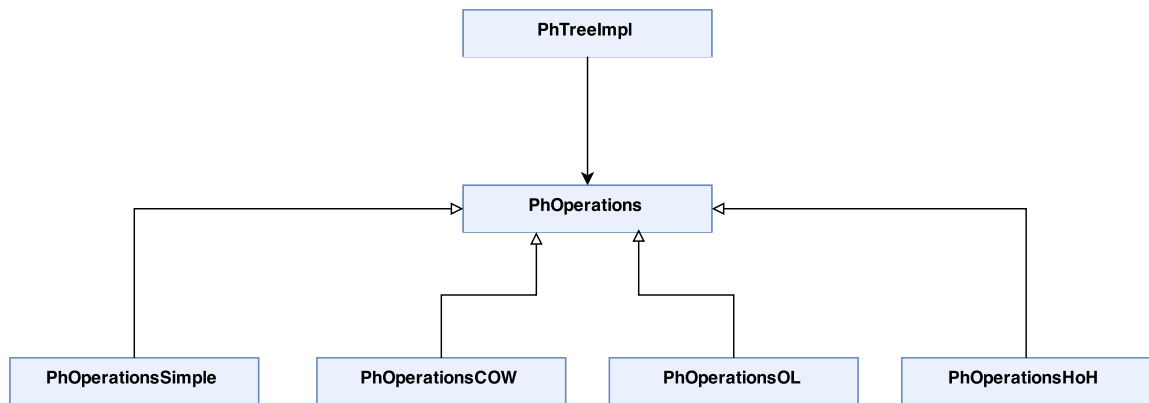 PhTreeImpl
PhOperations
PhOperationsSimple
PhOperationsCOW
PhOperationsOL
PhOperationsHoH